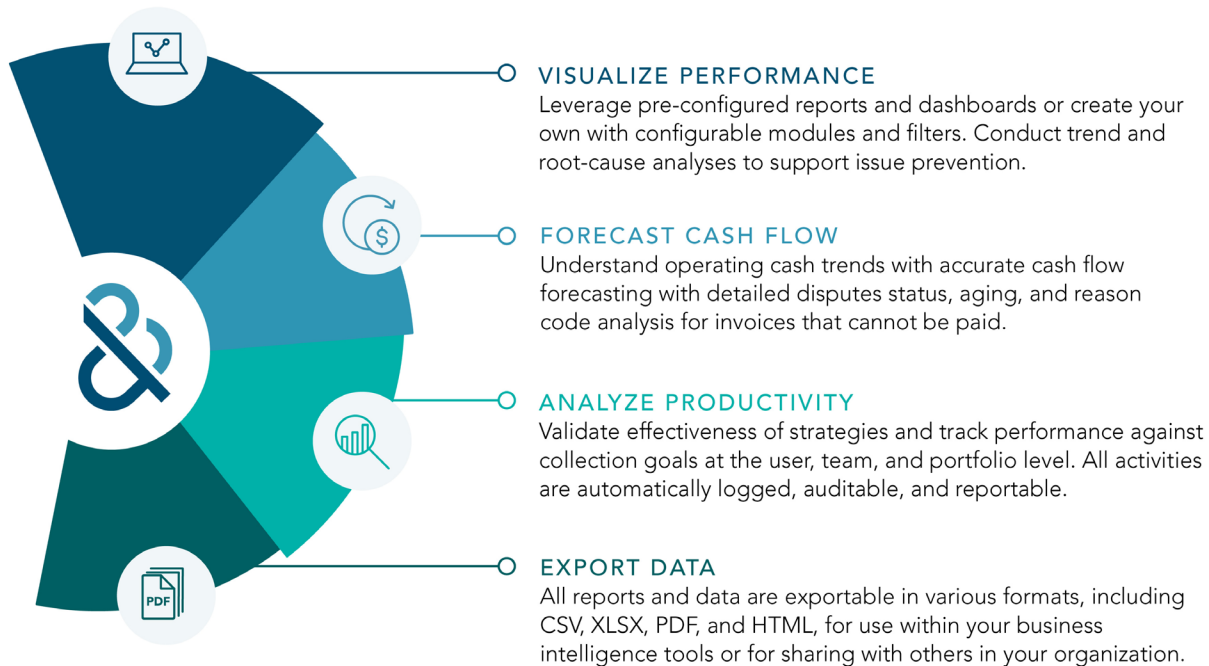 VISUALIZE PERFORMANCE
Leverage pre-configured reports and dashboards or create your
own with configurable modules and filters. Conduct trend and
root-cause analyses to support issue prevention.
FORECAST CASH FLOW
Understand operating cash trends with accurate cash flow
forecasting with detailed disputes status, aging, and reason
code analysis for invoices that cannot be paid.
ANALYZE PRODUCTIVITY
Validate effectiveness of strategies and track performance against
collection goals at the user, team, and portfolio level. All activities
are automatically logged, auditable, and reportable.
EXPORT DATA
All reports and data are exportable in various formats, including
CSV, XLSX, PDF, and HTML, for use within your business
intelligence tools or for sharing with others in your organization.
$
PDF
&